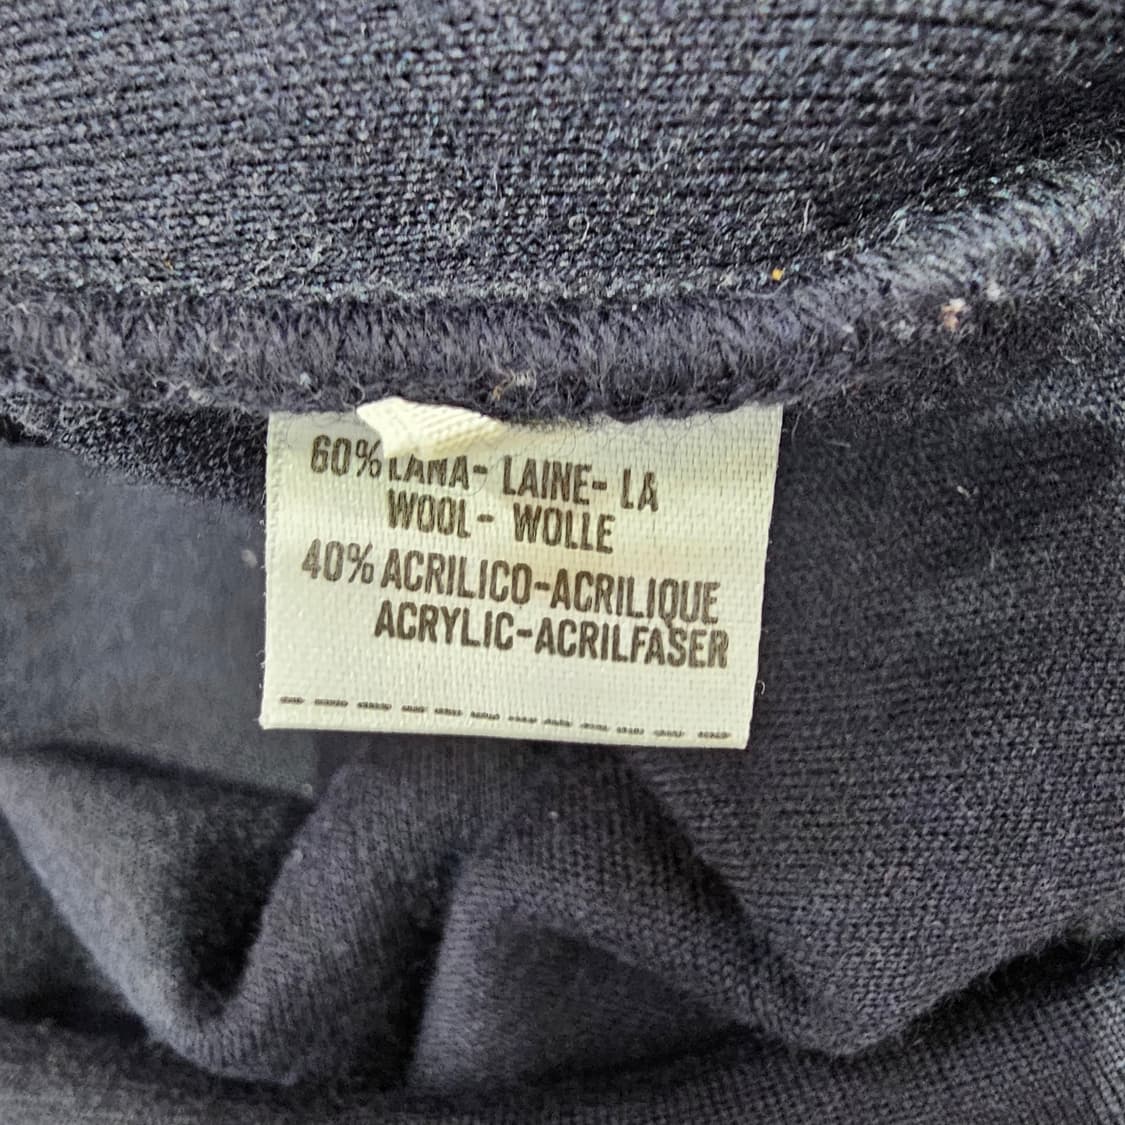 60% LANA- LAINE- LA
WOOL- WOLLE
40% ACRILICO-ACRILIQUE
ACRYLIC-ACRILFASER